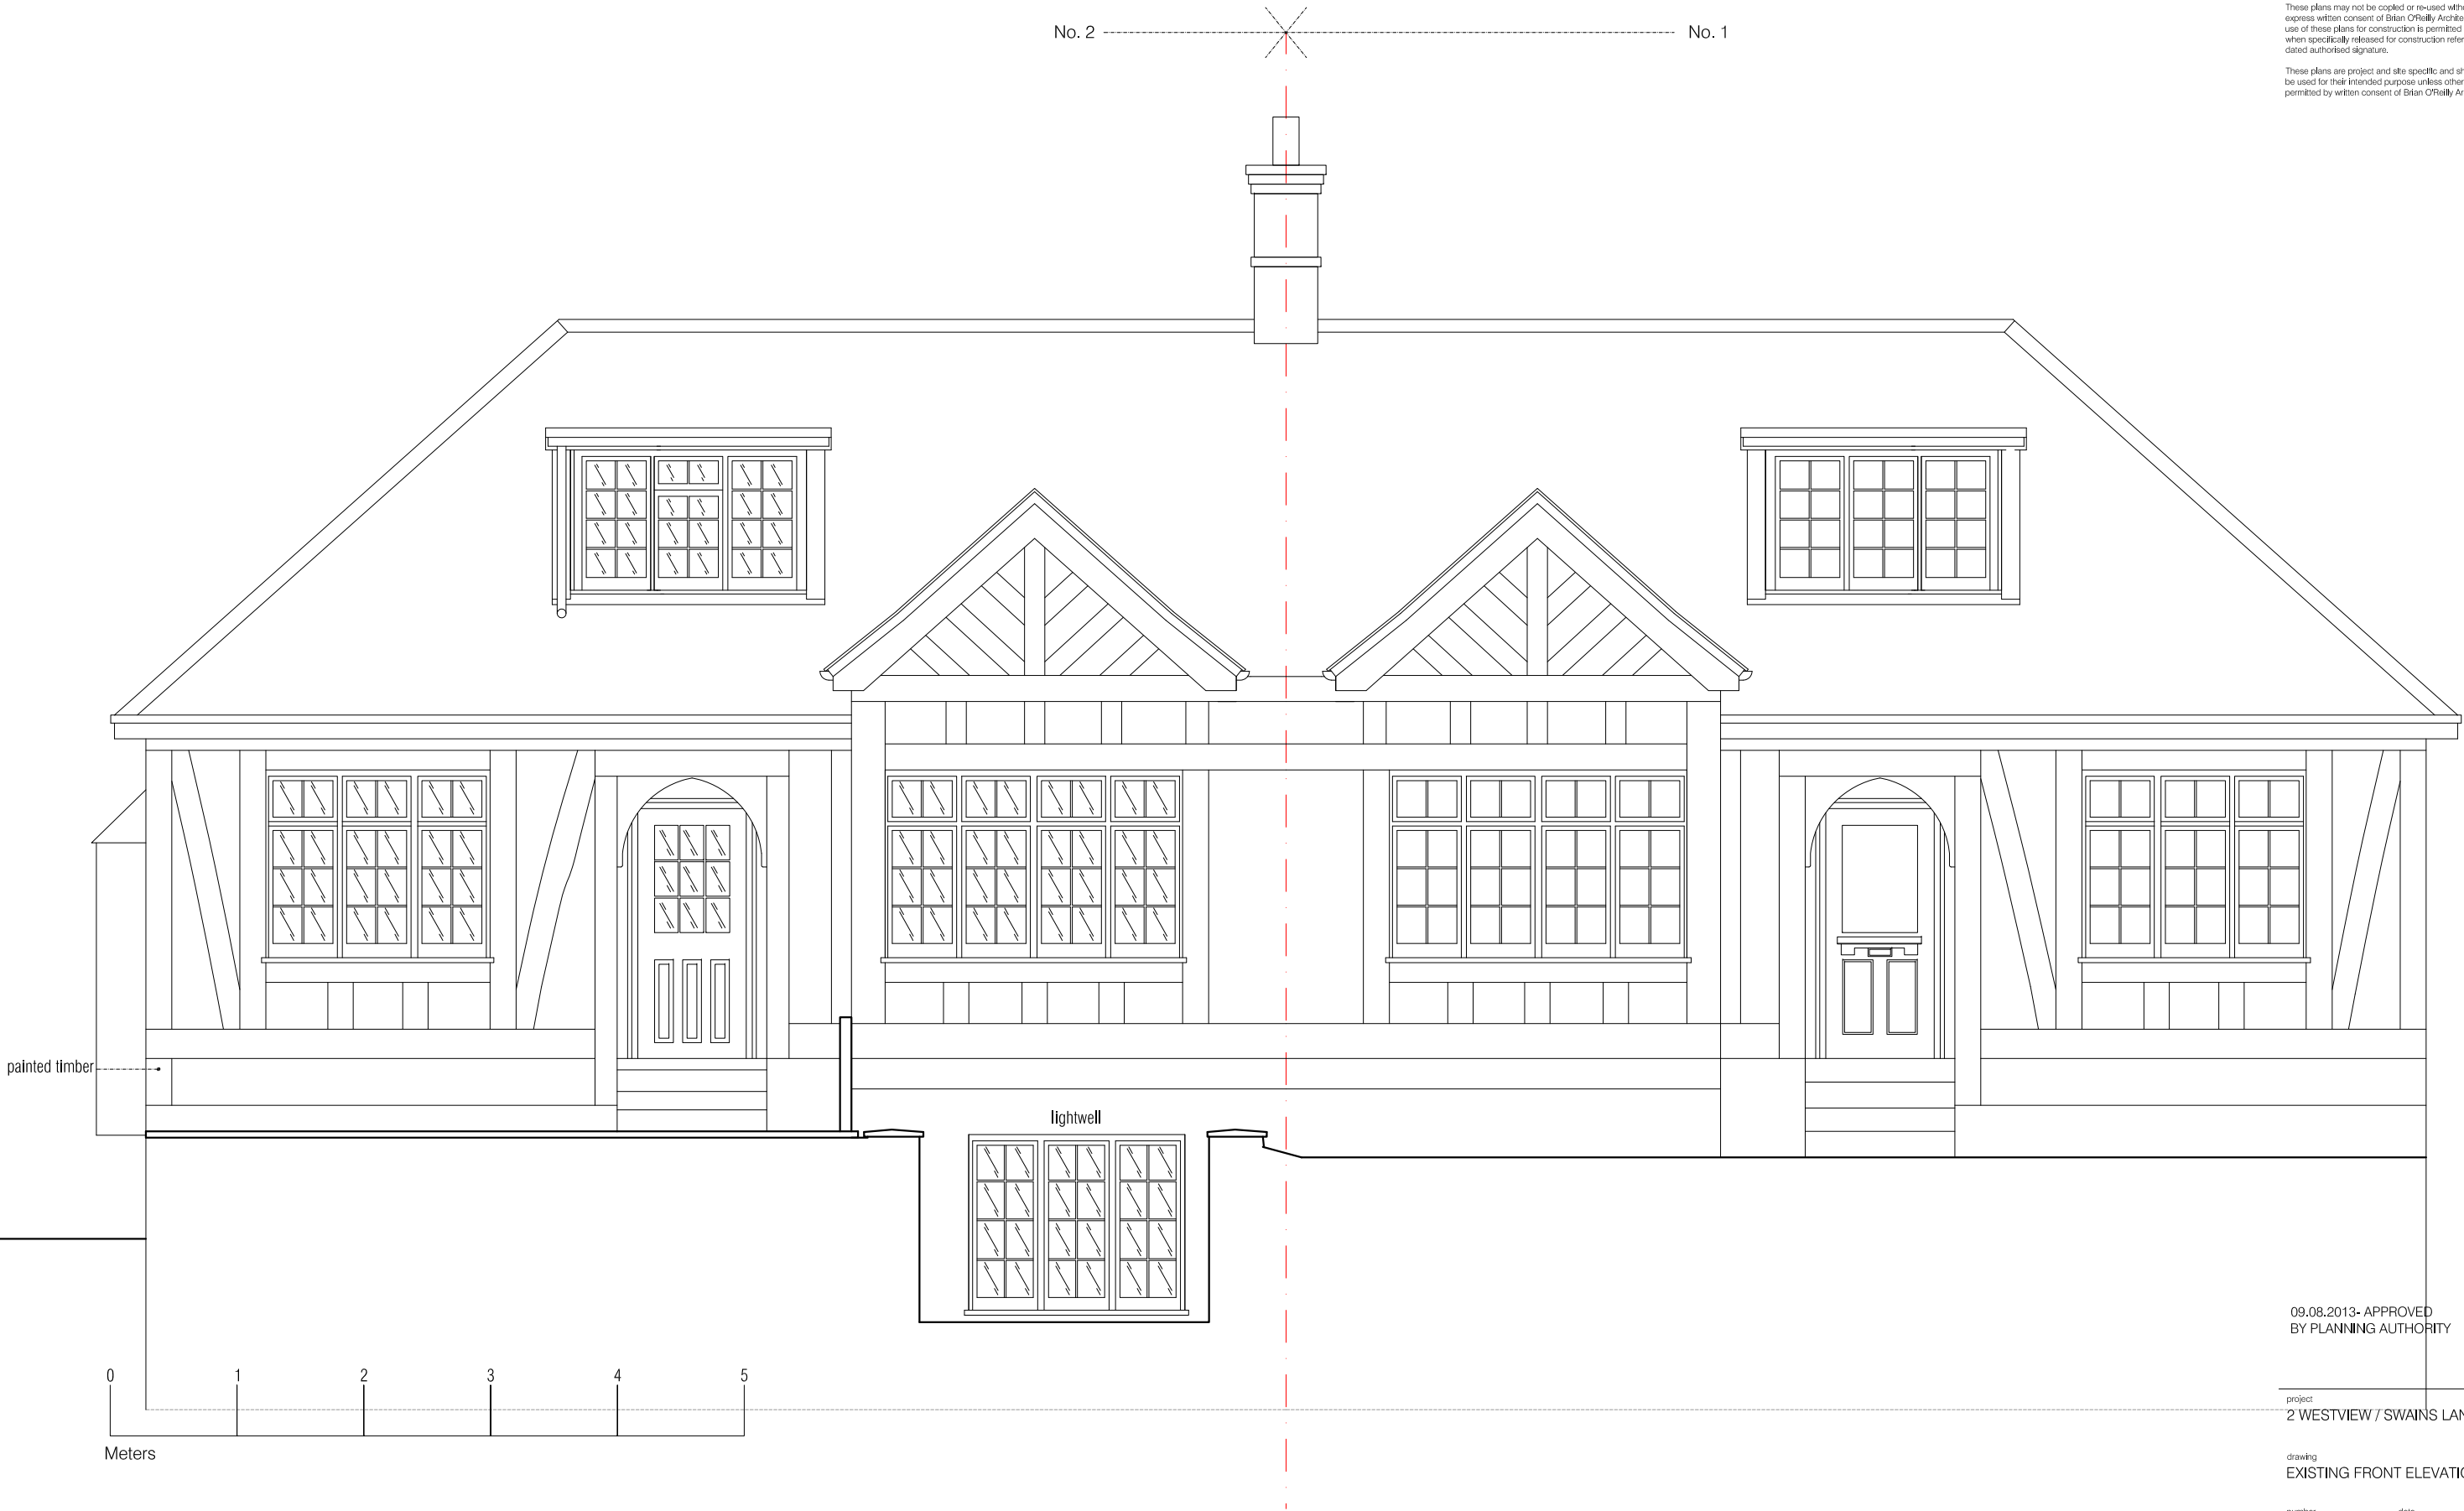 No. 2
No. 1
These plans may not be copied or re-used
express written consent of Brian O'Reilly
use of these plans for construction is permitted
when specifically released for construction
dated authorised signature.
These plans are project and site specific and
be used for their intended purpose unless
permitted by written consent of Brian O'Reilly
painted timber
lightwell
09.08.2013- APPROVED
BY PLANNING AUTHORITY
0 1 2 3 4 5
Meters
project
2 WESTVIEW / SWAINS
drawing
EXISTING FRONT